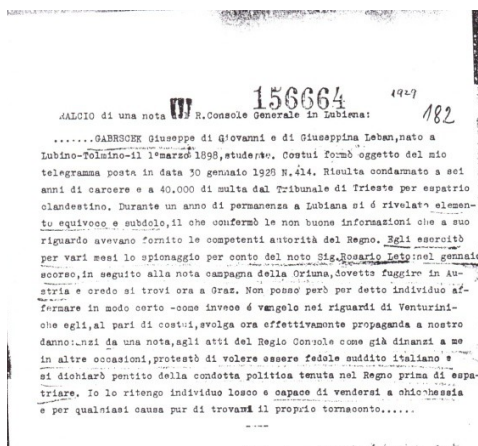 156664
1927
182
RALCIO di una nota R.Console Generale in Lubiana:
.......GABRSCEK Giuseppe di Giovanni e di Giuseppina Leban,nato a
Lubino-Tolmino-il 1°marzo 1898,studente. Costui formò oggetto del mio
telegramma posta in data 30 gennaio 1928 N.414. Risulta condannato a sei
anni di carcere e a 40.000 di multa dal Tribunale di Trieste per espatrio
clandestino. Durante un anno di permanenza a Lubiana si é rivelato elemen-
to equivoco e subdolo,il che confermò le non buone informazioni che a suo
riguardo avevano fornito le competenti autorità del Regno. Egli esercitò
per vari mesi lo spionaggio per conto del noto Sig.Rosario Leto:nel gennaio
scorso,in seguito alla nota campagna della Oriuna,dovette fuggire in Au-
stria e credo si trovi ora a Graz. Non posso però per detto individuo af-
fermare in modo certo -come invece é vangelo nei riguardi di Venturini-
che egli,al pari di costui,svolga ora effettivamente propaganda a nostro
danno:anzi da una nota,agli atti del Regio Console come già dinanzi a me
in altre occasioni,protestò di volere essere fedele suddito italiano e
si dichiarò pentito della condotta politica tenuta nel Regno prima di espa-
triare. Io lo ritengo individuo losco e capace di vendersi a chicchessia
e per qualsiasi causa pur di trovarvi il proprio tornaconto......